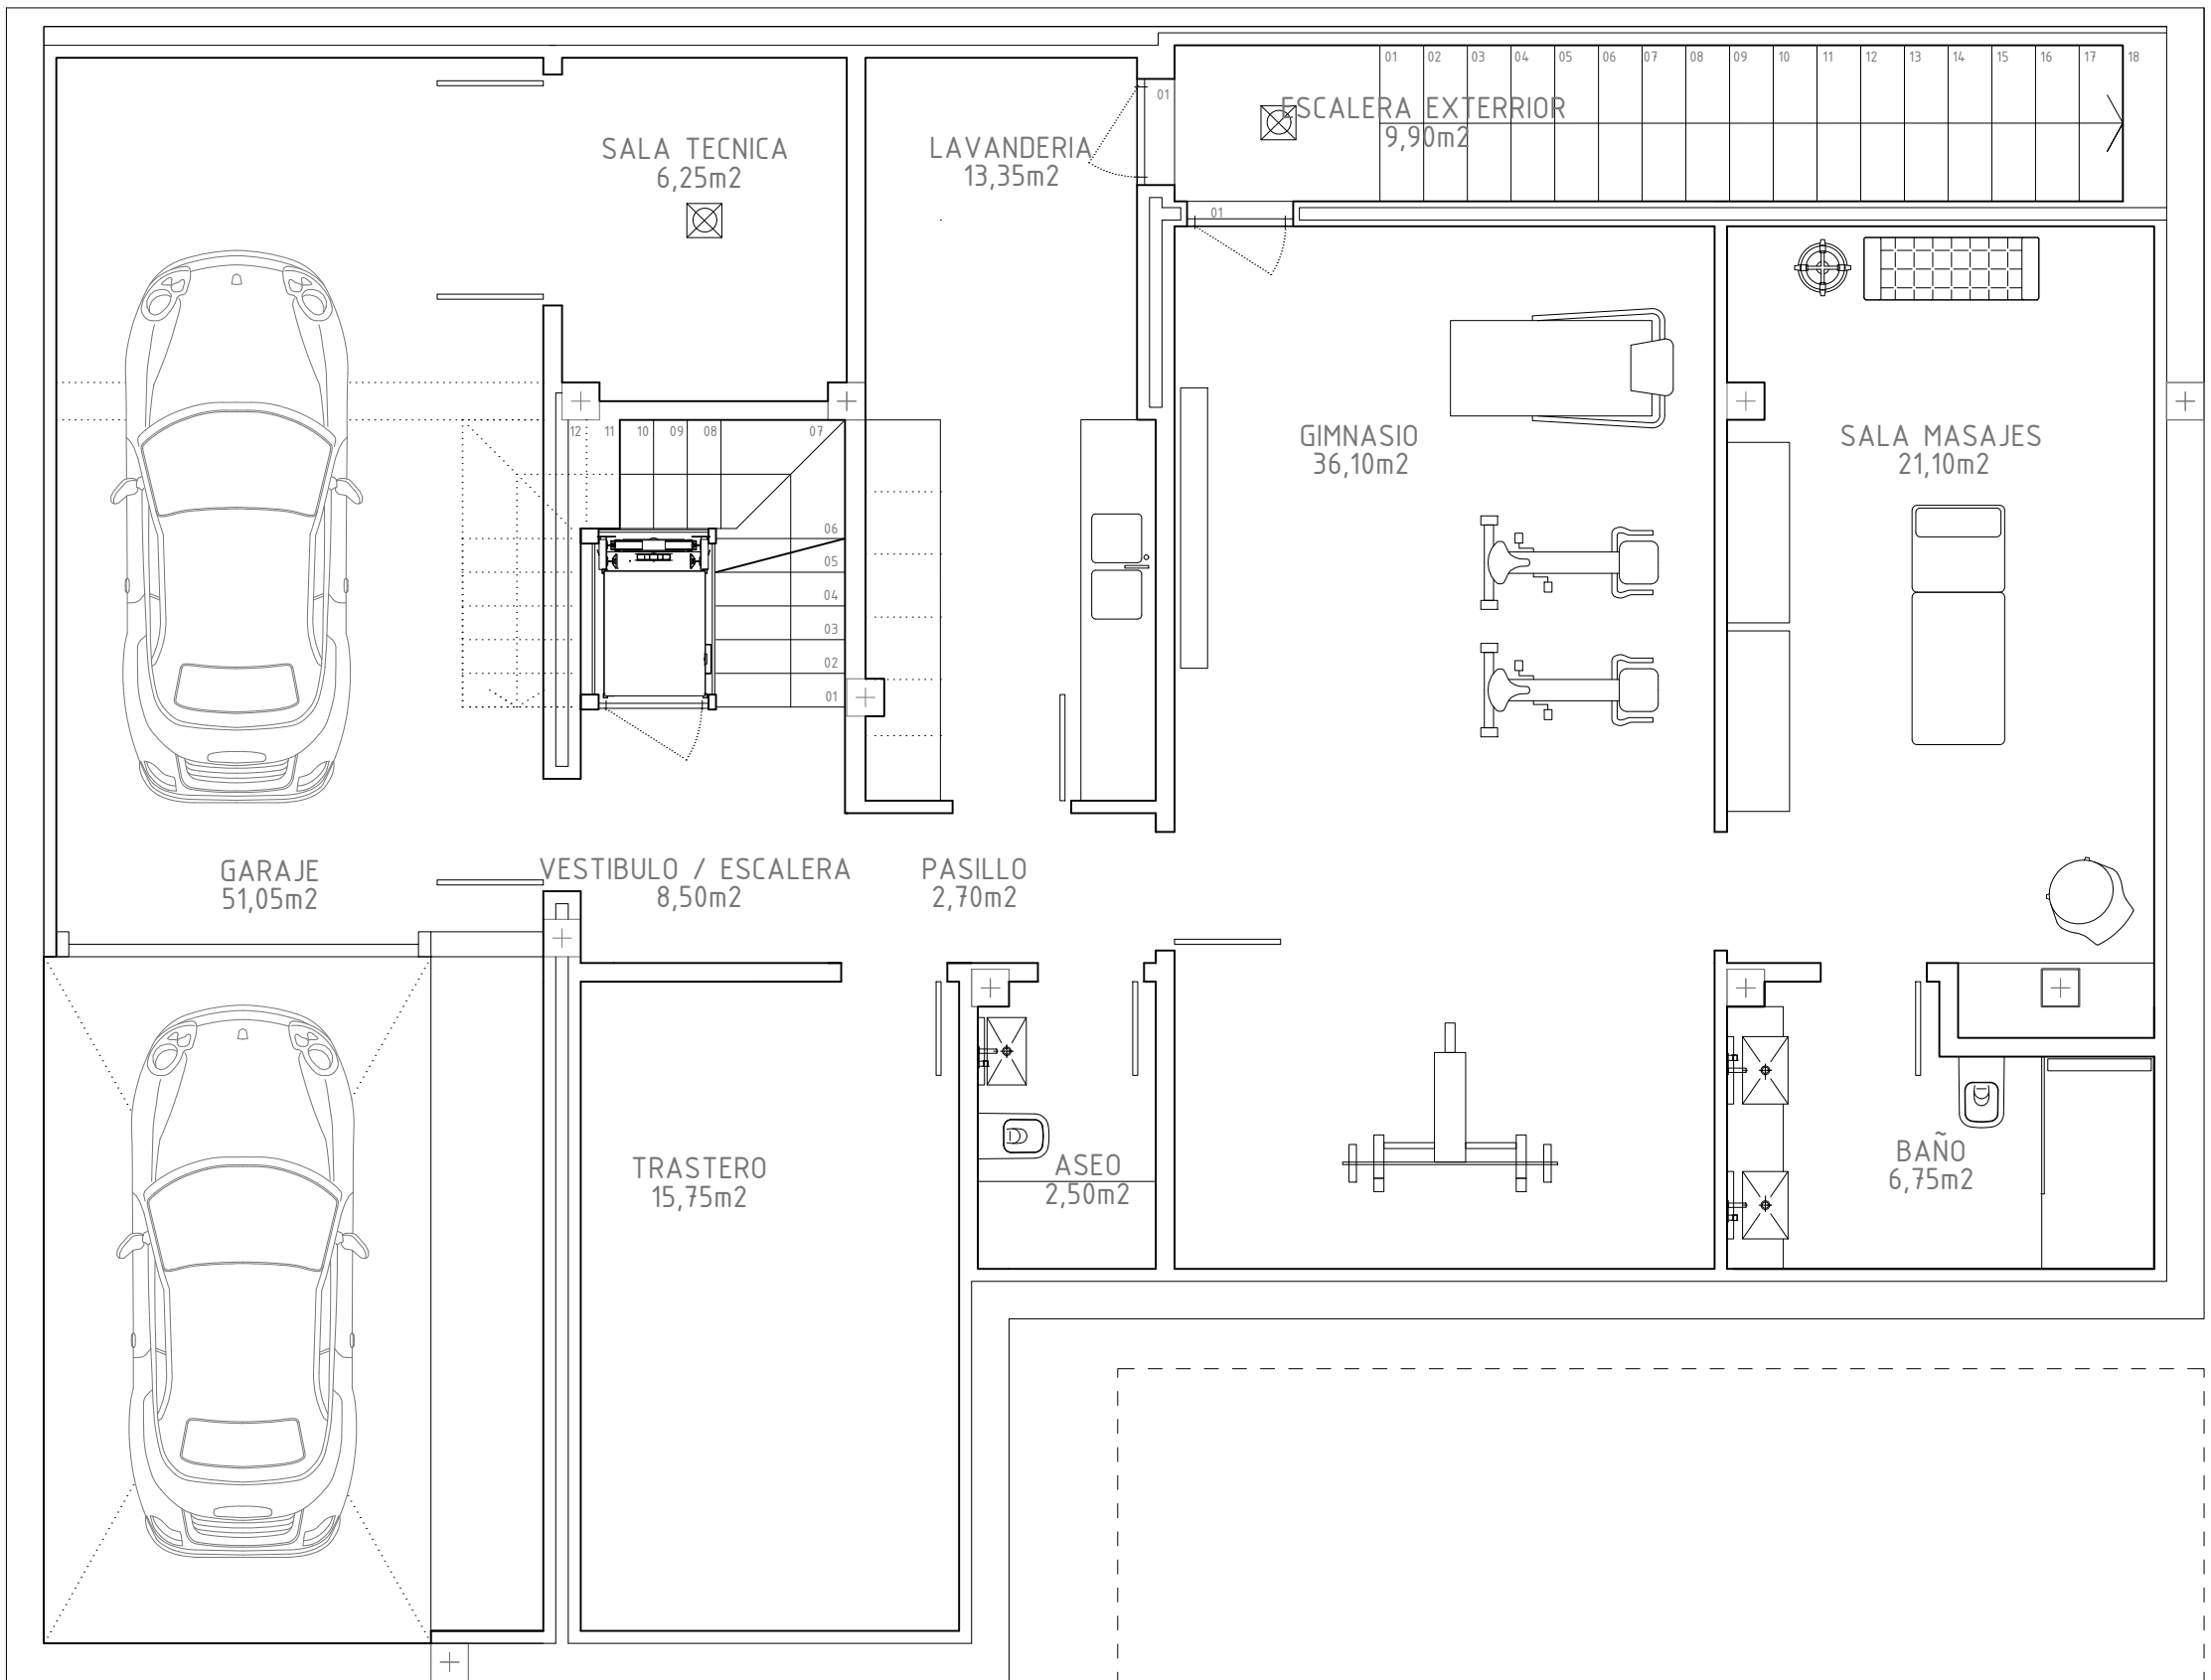 01 02 03 04 05 06 07 08 09 10 11 12 13 14 15 16 17 18
01
ESCALERA EXTERRIOR
9,90m2
SALA TECNICA
6,25m2
LAVANDERIA
13,35m2
01
GIMNASIO
36,10m2
SALA MASAJES
21,10m2
12 11 10 09 08 07
06
05
04
03
02
01
GARAJE
51,05m2
VESTIBULO / ESCALERA
8,50m2
PASILLO
2,70m2
TRASTERO
15,75m2
ASEO
2,50m2
BAÑO
6,75m2